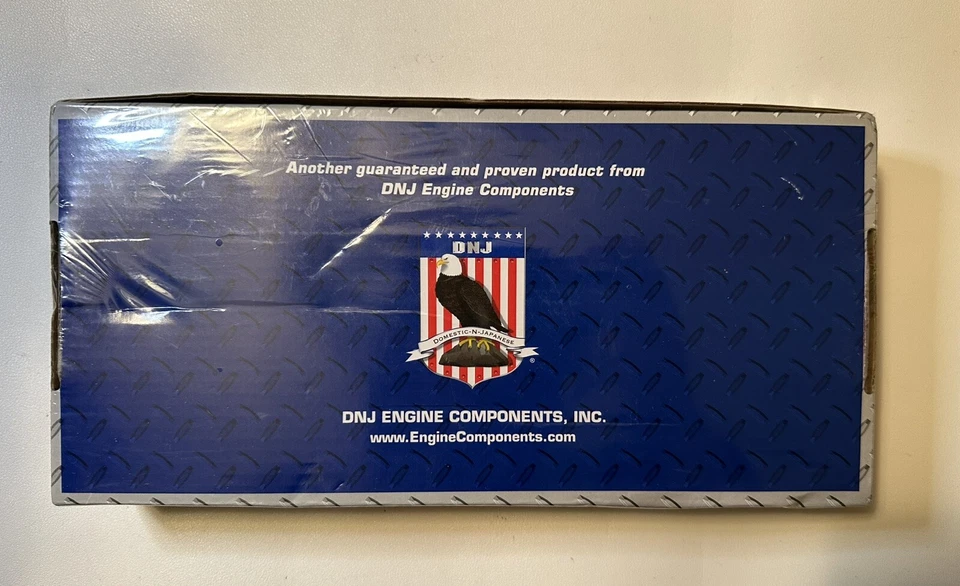 Another guaranteed and proven product from
DNJ Engine Components
DNJ
DOMESTIC-N-JAPANESE
®
DNJ ENGINE COMPONENTS, INC.
www.EngineComponents.com